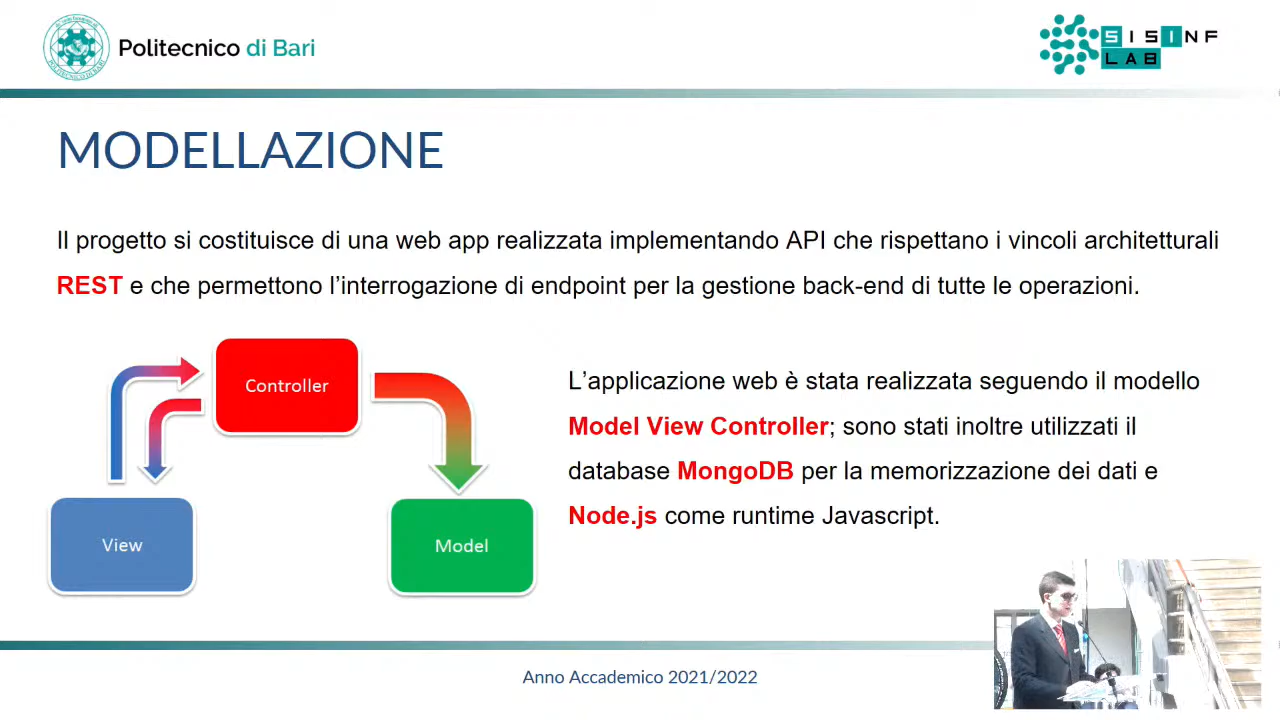 Politecnico di Bari
SISINF
LAB
MODELLAZIONE
Il progetto si costituisce di una web app realizzata implementando API che rispettano i vincoli architetturali
REST e che permettono l’interrogazione di endpoint per la gestione back-end di tutte le operazioni.
Controller
View
Model
L’applicazione web è stata realizzata seguendo il modello
Model View Controller; sono stati inoltre utilizzati il
database MongoDB per la memorizzazione dei dati e
Node.js come runtime Javascript.
Anno Accademico 2021/2022